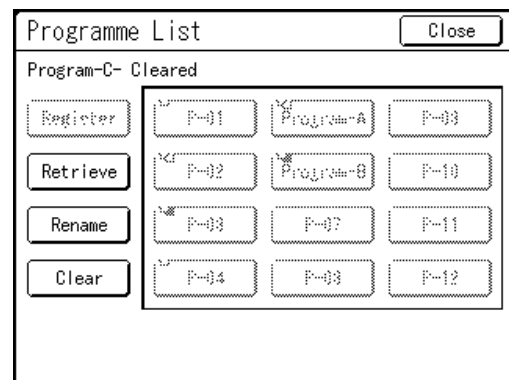 Programme List Close
Program-C- Cleared
Register P-01 Program-A P-09
Retrieve P-02 Program-B P-10
Rename P-03 P-07 P-11
Clear P-04 P-08 P-12